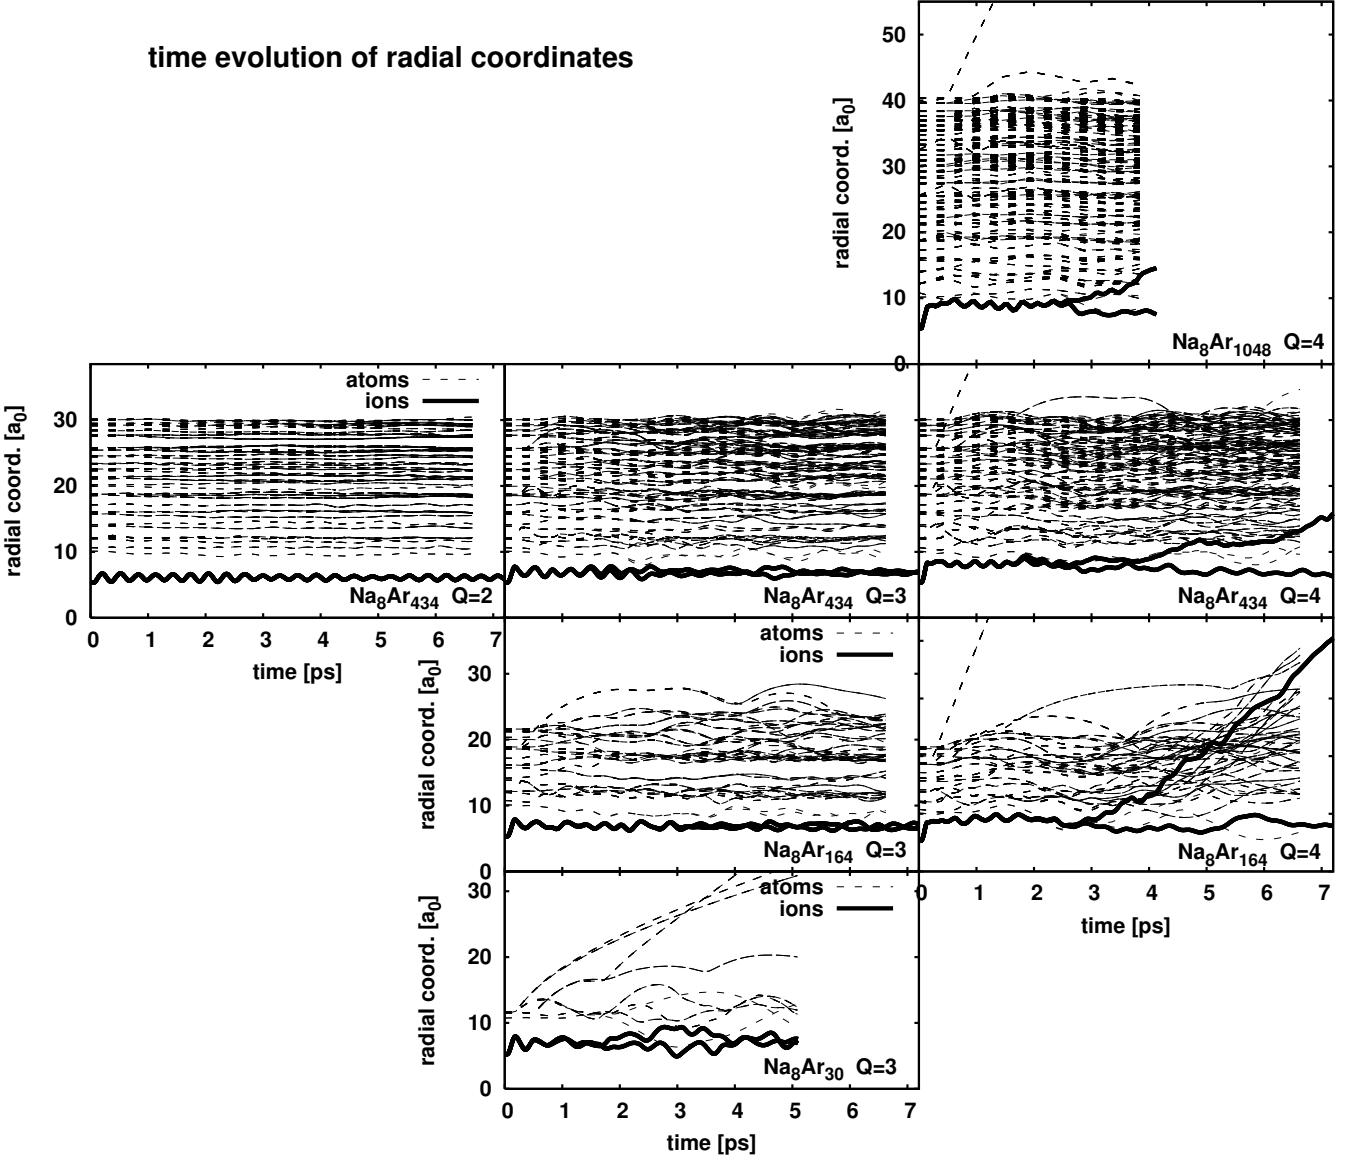 time evolution of radial coordinates
radial coord. [a0]
50
40
30
20
10
0
Na8Ar1048 Q=4
radial coord. [a0]
30
20
10
0
atoms
ions
Na8Ar434 Q=2
Na8Ar434 Q=3
Na8Ar434 Q=4
0 1 2 3 4 5 6 7
time [ps]
radial coord. [a0]
30
20
10
0
atoms
ions
Na8Ar164 Q=3
Na8Ar164 Q=4
0 1 2 3 4 5 6 7
time [ps]
radial coord. [a0]
30
20
10
0
atoms
ions
Na8Ar30 Q=3
0 1 2 3 4 5 6 7
time [ps]